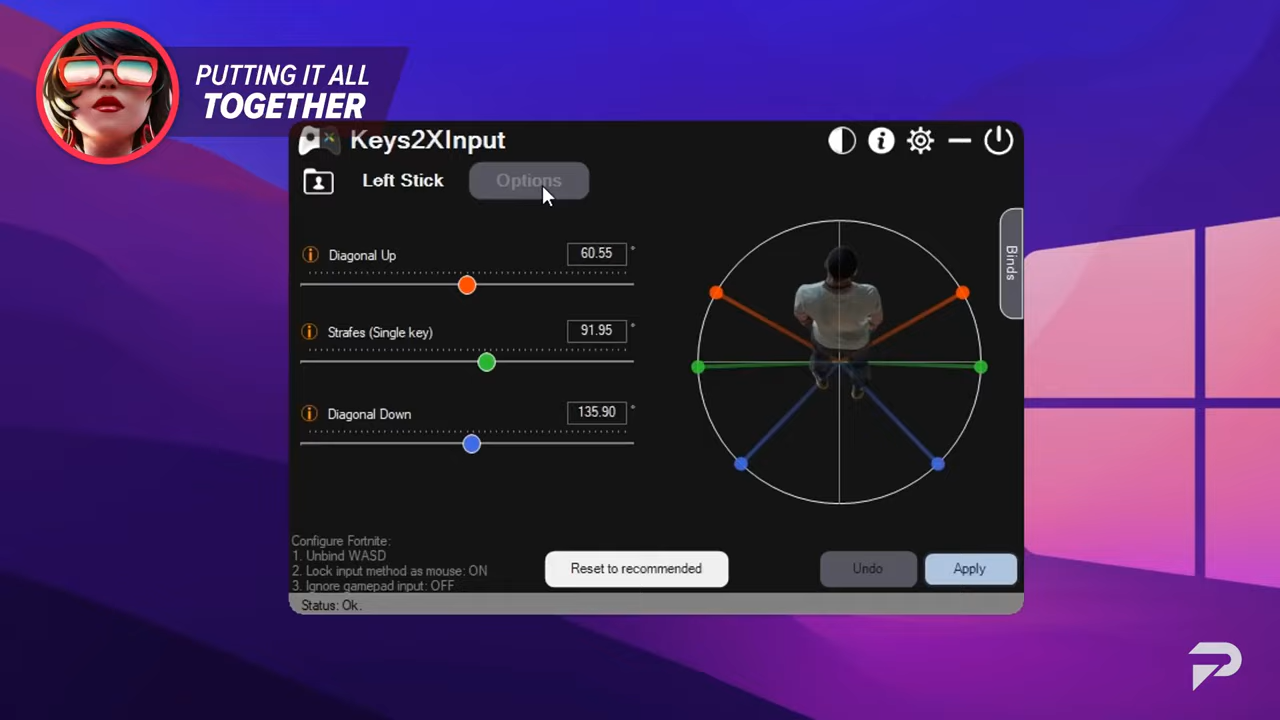 PUTTING IT ALL
TOGETHER
Keys2XInput
Left Stick
Options
Diagonal Up
60.55°
Strafes (Single key)
91.95°
Diagonal Down
135.90°
Binds
Configure Fortnite:
1. Unbind WASD
2. Lock input method as mouse: ON
3. Ignore gamepad input: OFF
Reset to recommended
Undo
Apply
Status: Ok.